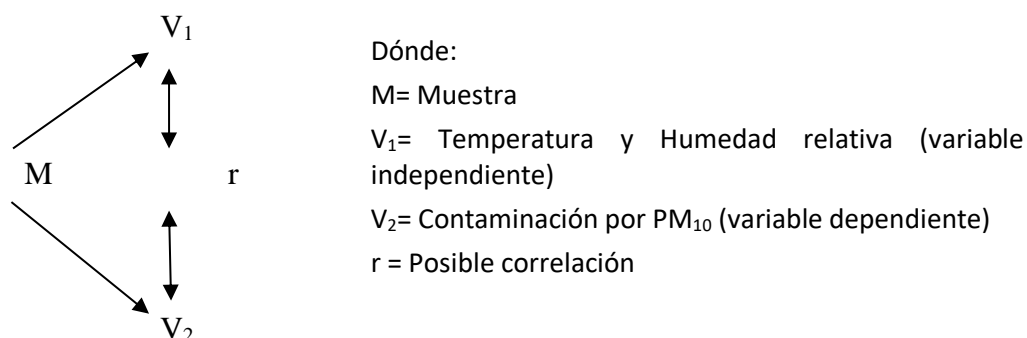 V₁
M
r
V₂
Dónde:
M= Muestra
V₁= Temperatura y Humedad relativa (variable
independiente)
V₂= Contaminación por PM₁₀ (variable dependiente)
r = Posible correlación